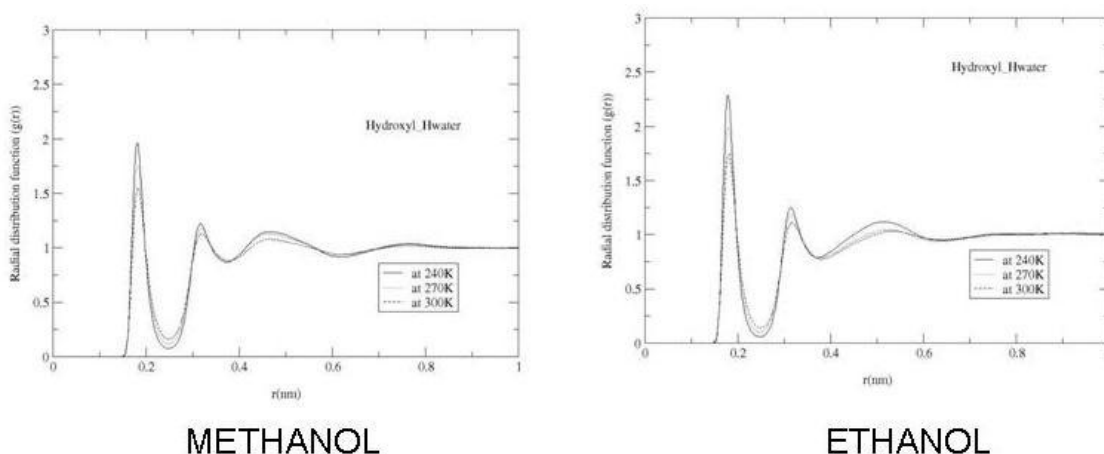 3
2.5
2
1.5
1
0.5
0
Radial distribution function (g(r))
Hydroxyl_Hwater
at 240K
at 270K
at 300K
0 0.2 0.4 0.6 0.8 1
r(nm)
METHANOL
3
2.5
2
1.5
1
0.5
0
Radial distribution function (g(r))
Hydroxyl_Hwater
at 240K
at 270K
at 300K
0 0.2 0.4 0.6 0.8
r(nm)
ETHANOL